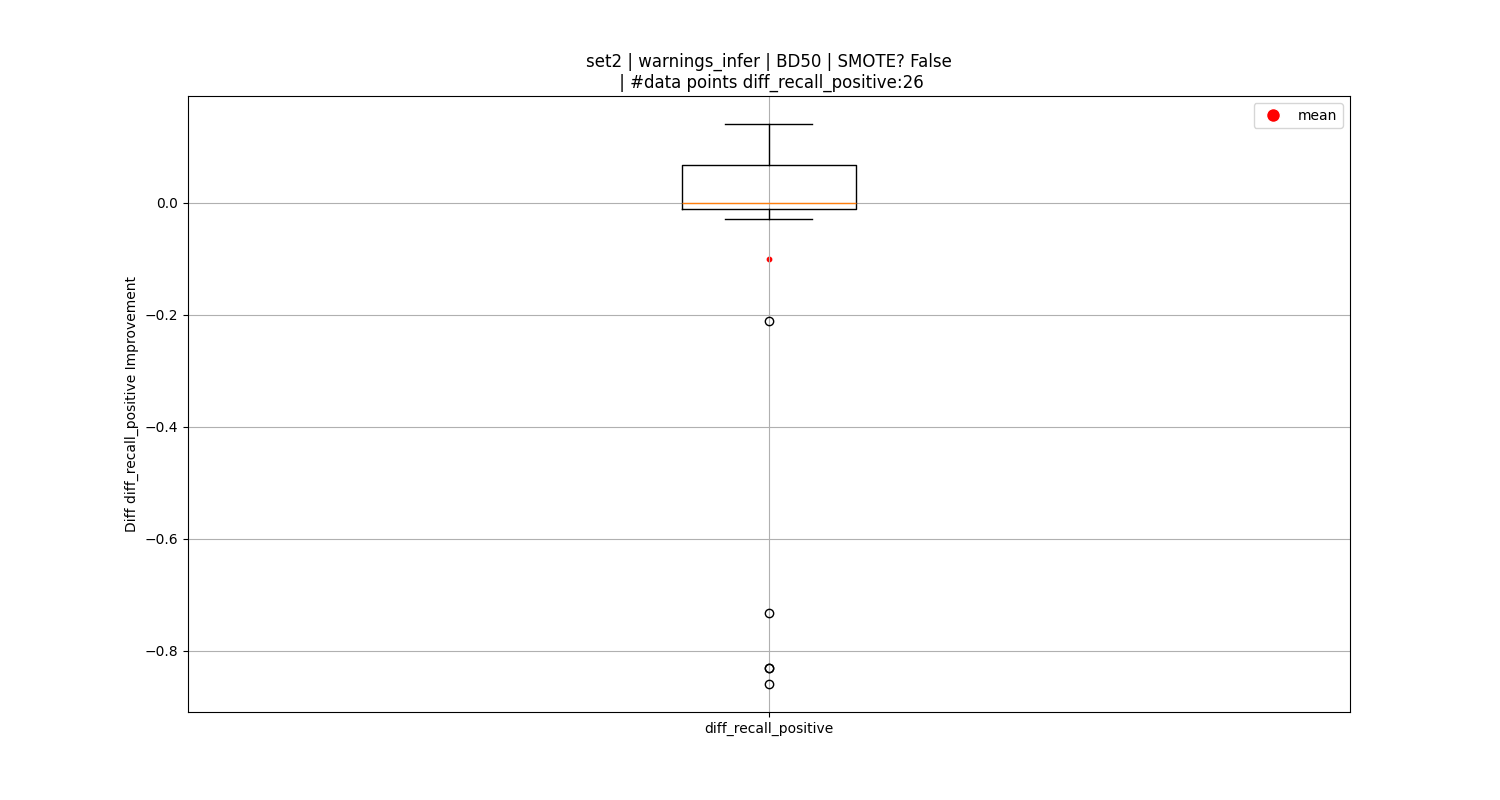 set2 | warnings_infer | BD50 | SMOTE? False
| #data points diff_recall_positive:26
mean
0.0
−0.2
−0.4
−0.6
−0.8
Diff diff_recall_positive Improvement
diff_recall_positive